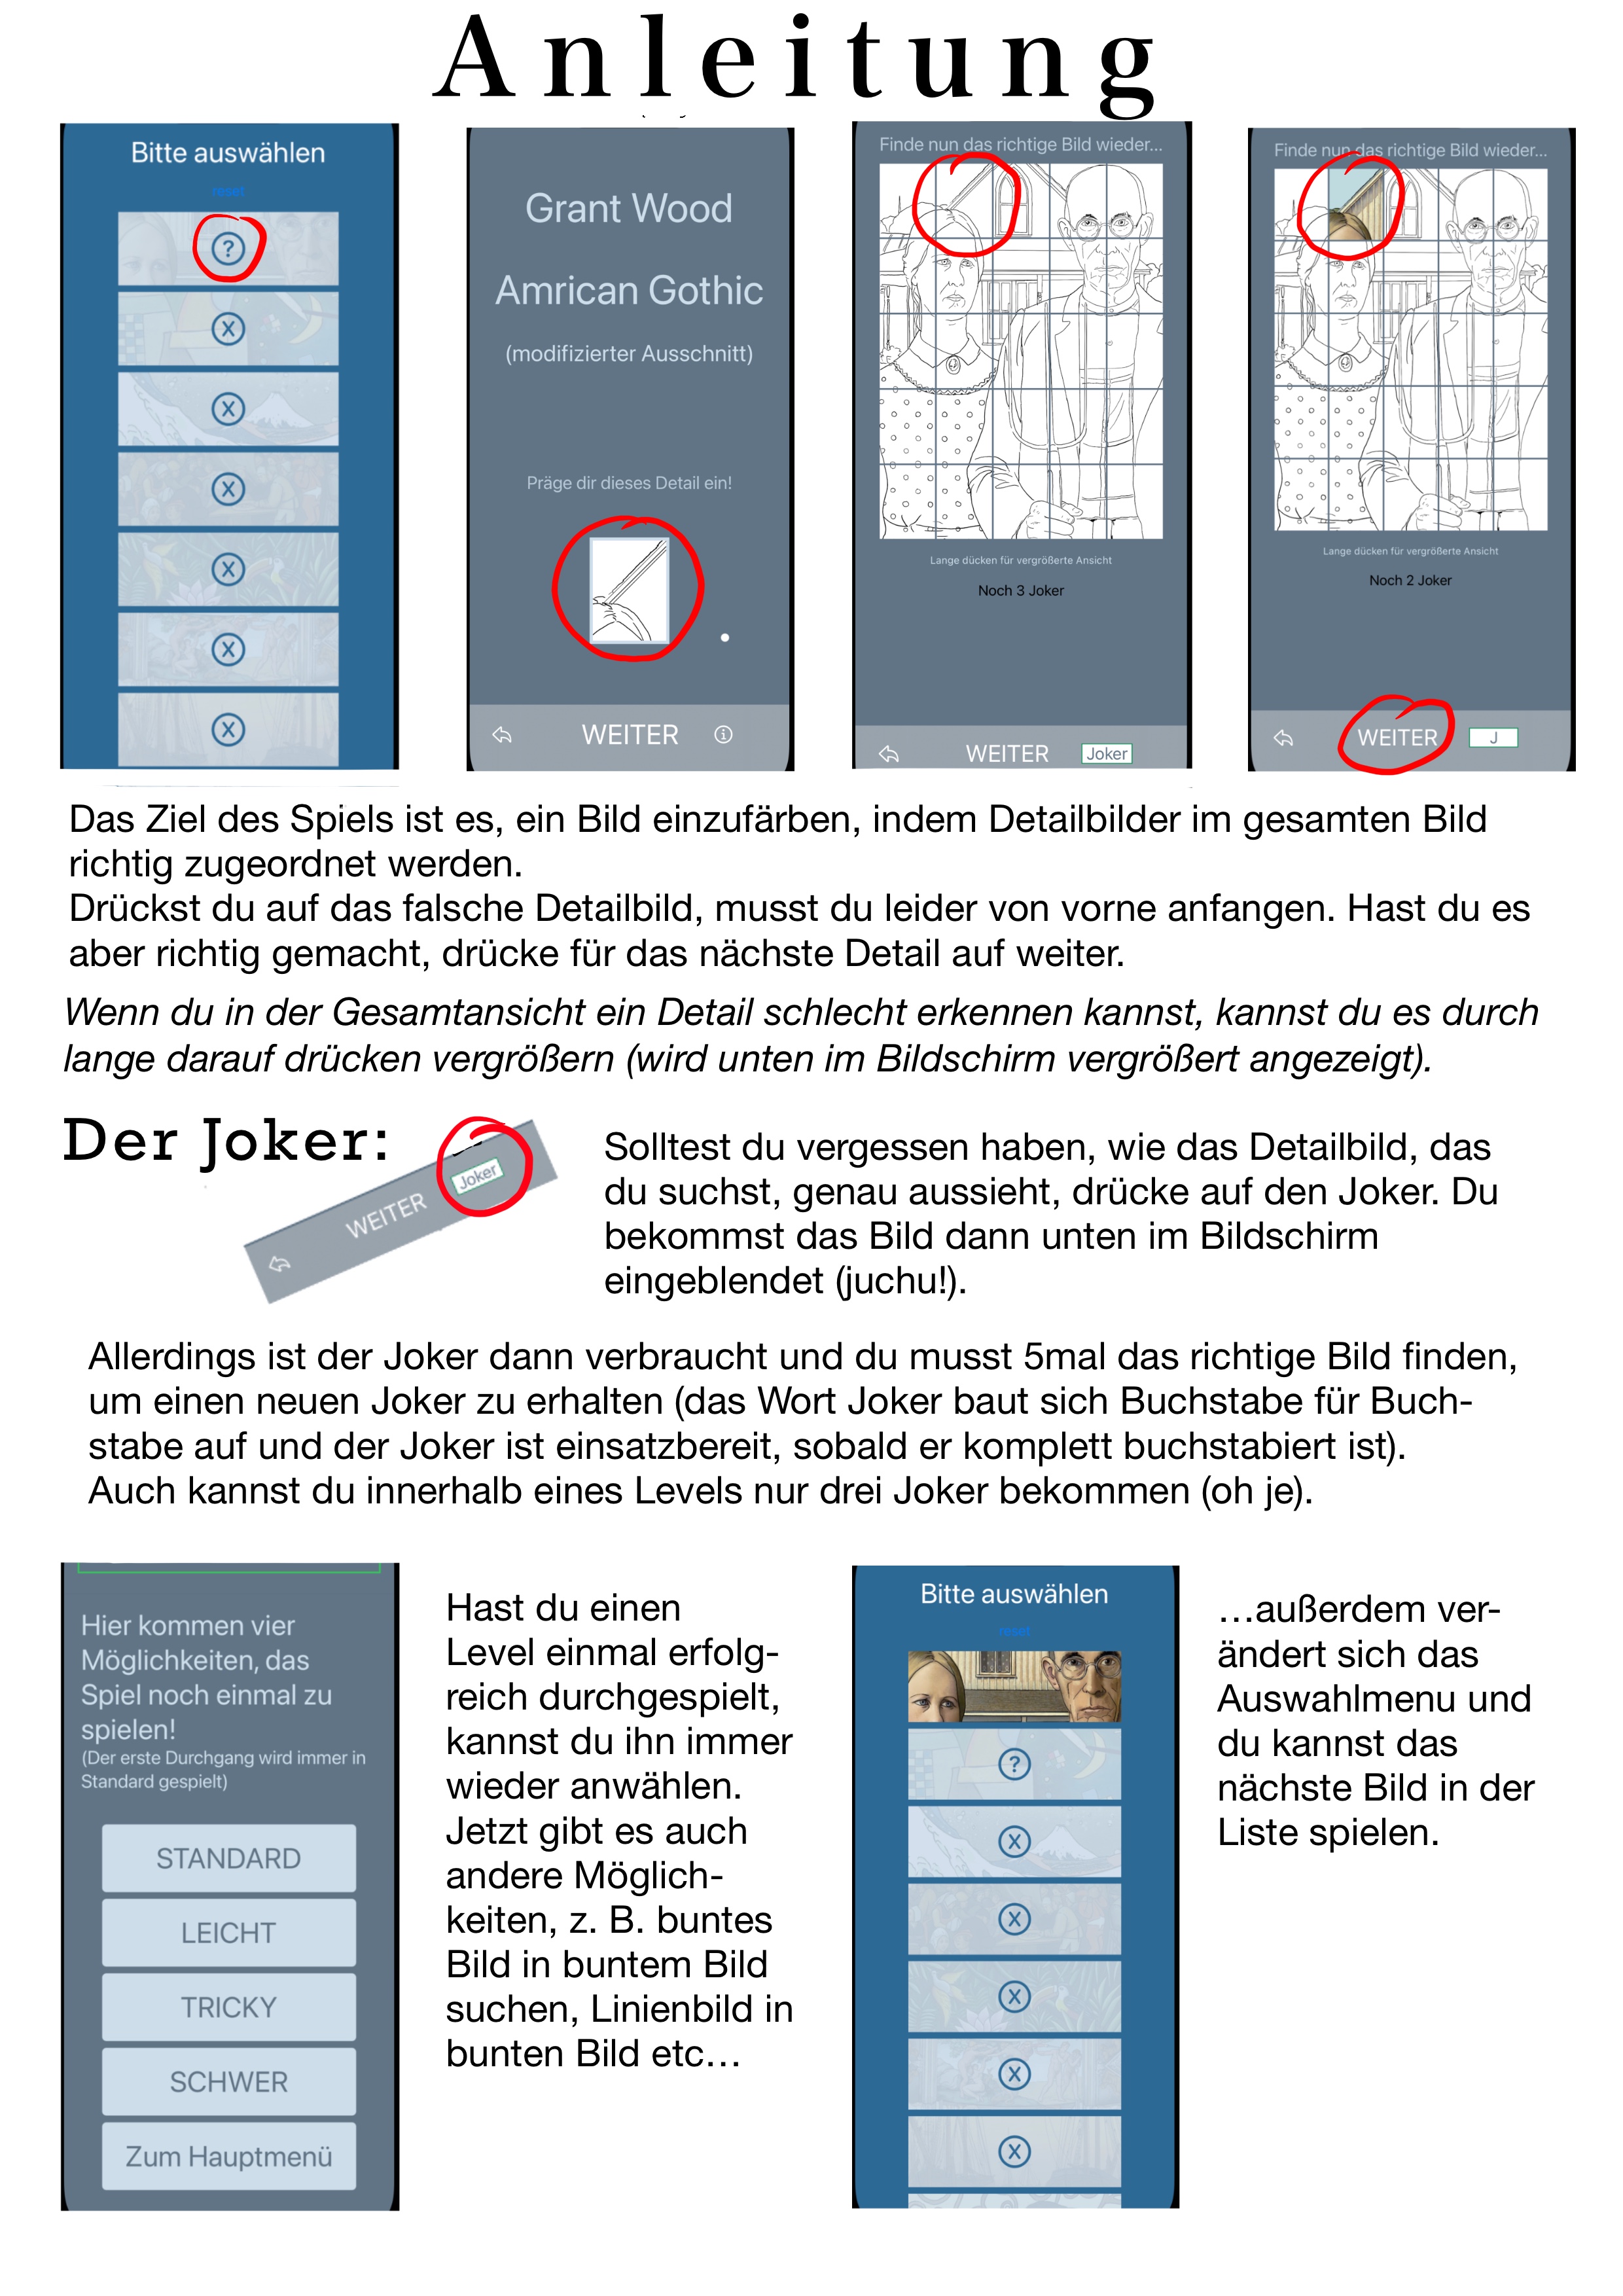 Anleitung
Bitte auswählen
reset
?
X
X
X
X
X
X
Grant Wood
Amrican Gothic
(modifizierter Ausschnitt)
Präge dir dieses Detail ein!
WEITER
i
Finde nun das richtige Bild wieder...
Lange dücken für vergrößerte Ansicht
Noch 3 Joker
WEITER
Joker
Finde nun das richtige Bild wieder...
Lange dücken für vergrößerte Ansicht
Noch 2 Joker
WEITER
J
Das Ziel des Spiels ist es, ein Bild einzufärben, indem Detailbilder im gesamten Bild
richtig zugeordnet werden.
Drückst du auf das falsche Detailbild, musst du leider von vorne anfangen. Hast du es
aber richtig gemacht, drücke für das nächste Detail auf weiter.
Wenn du in der Gesamtansicht ein Detail schlecht erkennen kannst, kannst du es durch
lange darauf drücken vergrößern (wird unten im Bildschirm vergrößert angezeigt).
Der Joker:
WEITER
Joker
Solltest du vergessen haben, wie das Detailbild, das
du suchst, genau aussieht, drücke auf den Joker. Du
bekommst das Bild dann unten im Bildschirm
eingeblendet (juchu!).
Allerdings ist der Joker dann verbraucht und du musst 5mal das richtige Bild finden,
um einen neuen Joker zu erhalten (das Wort Joker baut sich Buchstabe für Buch-
stabe auf und der Joker ist einsatzbereit, sobald er komplett buchstabiert ist).
Auch kannst du innerhalb eines Levels nur drei Joker bekommen (oh je).
Hier kommen vier
Möglichkeiten, das
Spiel noch einmal zu
spielen!
(Der erste Durchgang wird immer in
Standard gespielt)
STANDARD
LEICHT
TRICKY
SCHWER
Zum Hauptmenü
Hast du einen
Level einmal erfolg-
reich durchgespielt,
kannst du ihn immer
wieder anwählen.
Jetzt gibt es auch
andere Möglich-
keiten, z. B. buntes
Bild in buntem Bild
suchen, Linienbild in
bunten Bild etc...
Bitte auswählen
reset
?
X
X
X
X
X
...außerdem ver-
ändert sich das
Auswahlmenu und
du kannst das
nächste Bild in der
Liste spielen.